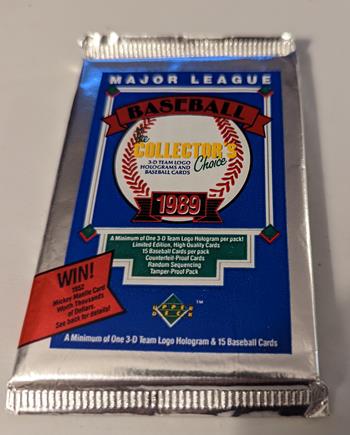 MAJOR LEAGUE
BASEBALL
The
COLLECTOR'S
Choice
3-D TEAM LOGO
HOLOGRAMS AND
BASEBALL CARDS
1989
A Minimum of One 3-D Team Logo Hologram per pack!
Limited Edition, High Quality Cards
15 Baseball Cards per pack
Counterfeit-Proof Cards
Random Sequencing
Tamper-Proof Pack
WIN!
1952
Mickey Mantle Card
Worth Thousands
of Dollars.
See back for details!
UPPER
DECK
TM
A Minimum of One 3-D Team Logo Hologram & 15 Baseball Cards